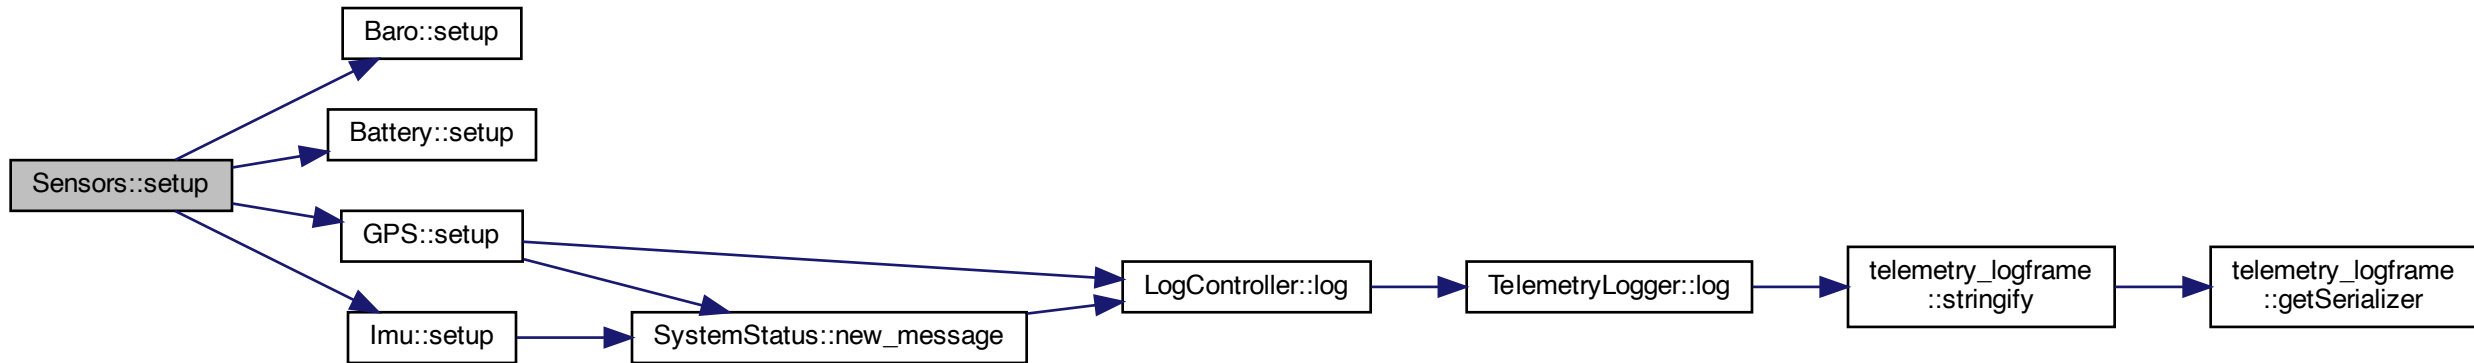 Baro::setup
Battery::setup
Sensors::setup
GPS::setup
Imu::setup
SystemStatus::new_message
LogController::log
TelemetryLogger::log
telemetry_logframe
::stringify
telemetry_logframe
::getSerializer